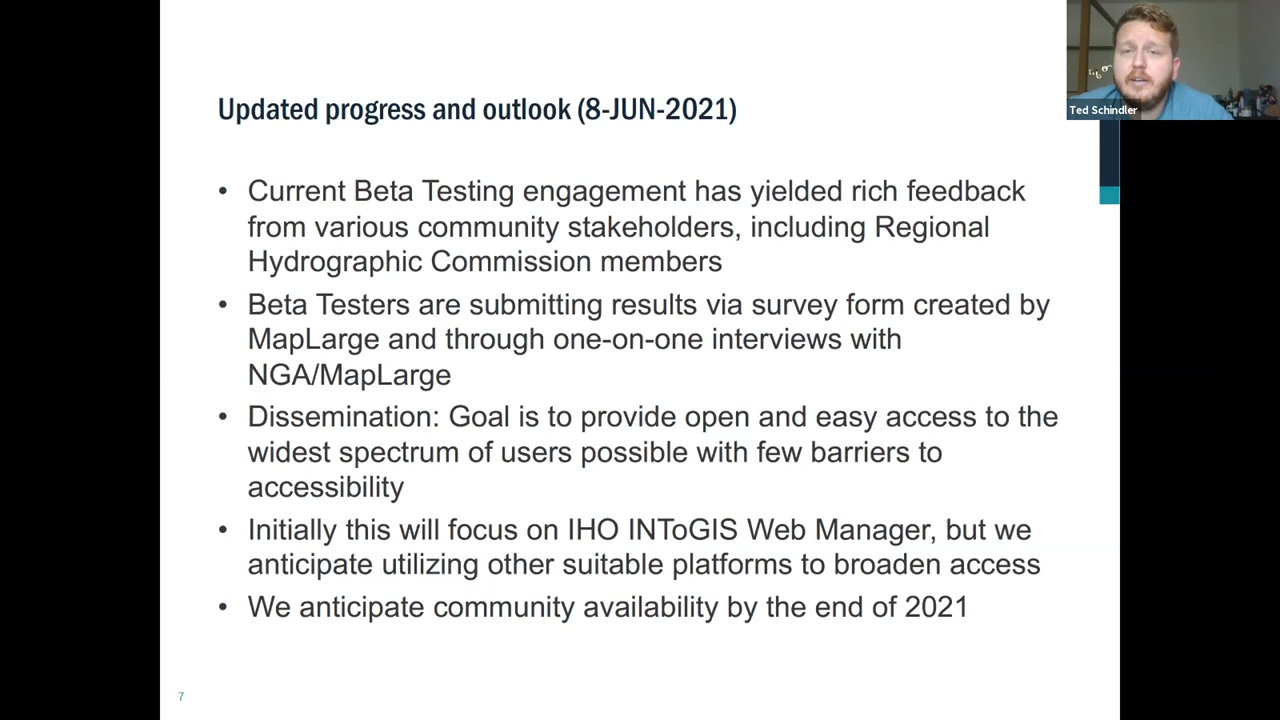 Updated progress and outlook (8-JUN-2021)
• Current Beta Testing engagement has yielded rich feedback
from various community stakeholders, including Regional
Hydrographic Commission members
• Beta Testers are submitting results via survey form created by
MapLarge and through one-on-one interviews with
NGA/MapLarge
• Dissemination: Goal is to provide open and easy access to the
widest spectrum of users possible with few barriers to
accessibility
• Initially this will focus on IHO INToGIS Web Manager, but we
anticipate utilizing other suitable platforms to broaden access
• We anticipate community availability by the end of 2021
7
Ted Schindler